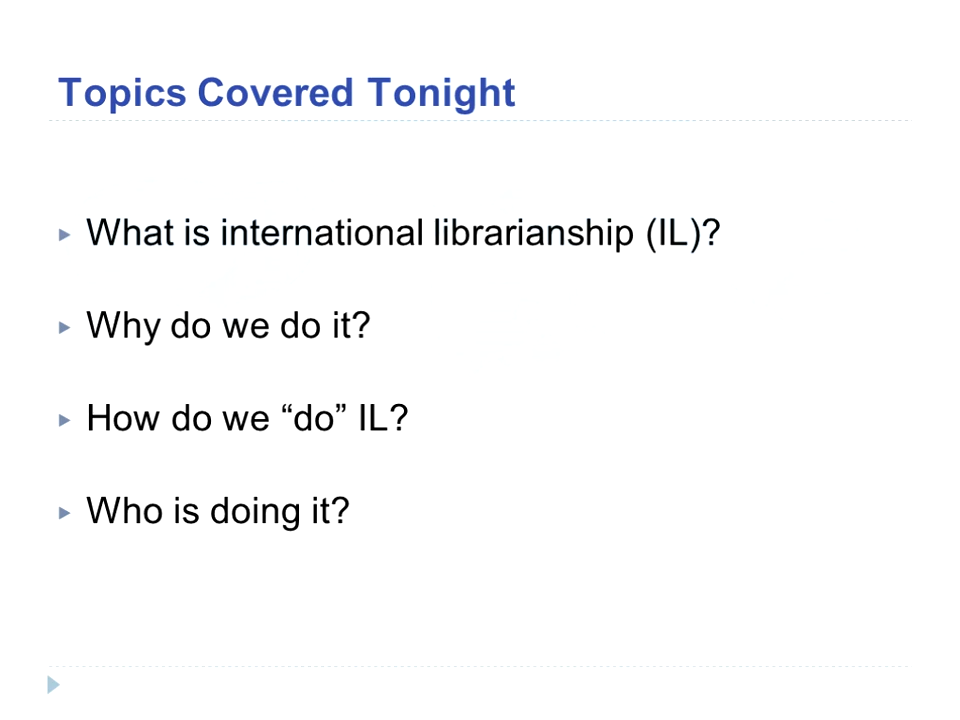 Topics Covered Tonight
What is international librarianship (IL)?
Why do we do it?
How do we “do” IL?
Who is doing it?